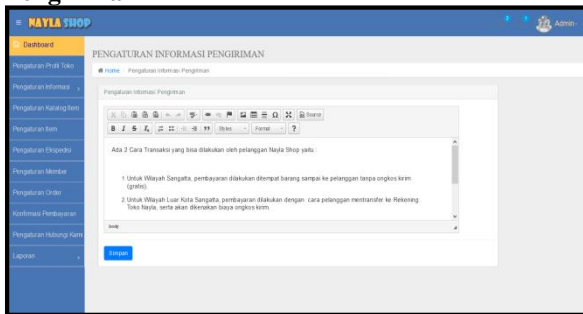 NAYLA SHOP
Admin
Dashboard
Pengaturan Profil Toko
Pengaturan Informasi
Pengaturan Katalog Item
Pengaturan Item
Pengaturan Ekspedisi
Pengaturan Member
Pengaturan Order
Konfirmasi Pembayaran
Pengaturan Hubungi Kami
Laporan
PENGATURAN INFORMASI PENGIRIMAN
Home / Pengaturan Informasi Pengiriman
Pengaturan Informasi Pengiriman
Source
B I S Styles Format ?
Ada 2 Cara Transaksi yang bisa dilakukan oleh pelanggan Nayla Shop yaitu :
1. Untuk Wilayah Sangatta, pembayaran dilakukan ditempat barang sampai ke pelanggan tanpa ongkos kirim
(gratis).
2. Untuk Wilayah Luar Kota Sangatta, pembayaran dilakukan dengan cara pelanggan mentransfer ke Rekening
Toko Nayla, serta akan dikenakan biaya ongkos kirim.
body
Simpan